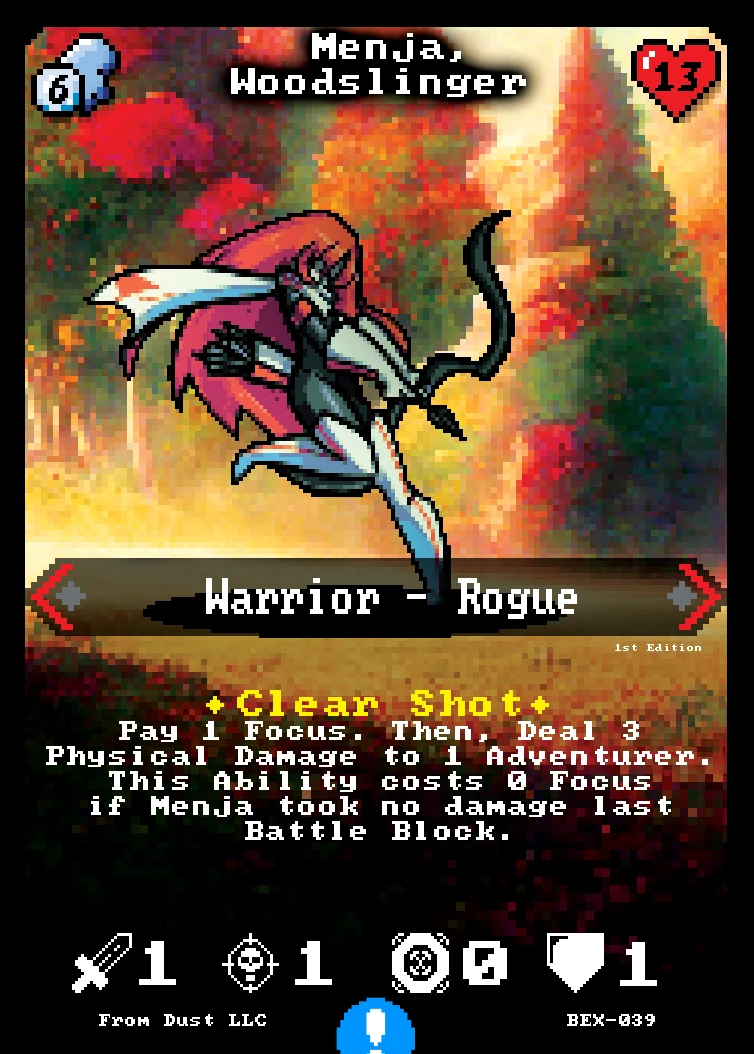 Menja,
Woodslinger
6
13
Warrior - Rogue
1st Edition
Clear Shot
Pay 1 Focus. Then, Deal 3
Physical Damage to 1 Adventurer.
This Ability costs 0 Focus
if Menja took no damage last
Battle Block.
1 1 0 1
From Dust LLC BEX-039
!